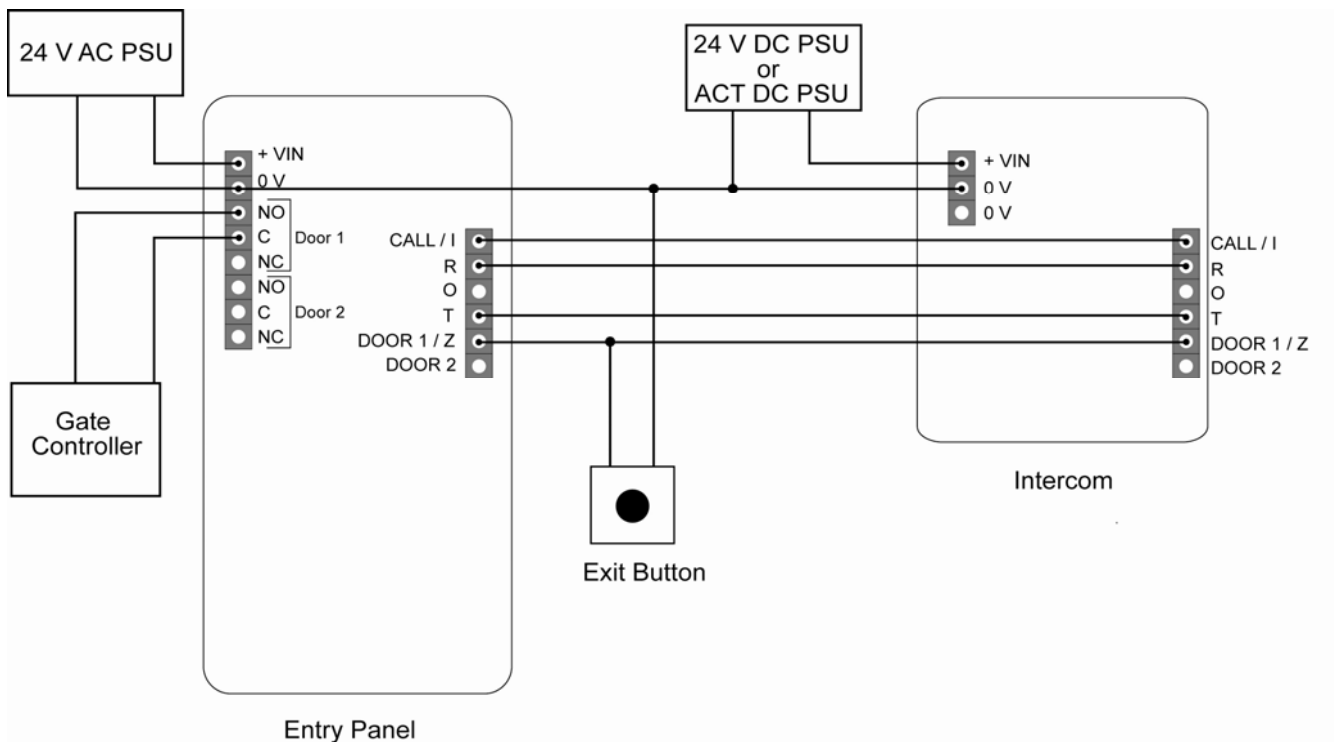 24 V AC PSU
24 V DC PSU
or
ACT DC PSU
+ VIN
0 V
NO
C
Door 1
NC
NO
C
Door 2
NC
CALL / I
R
O
T
DOOR 1 / Z
DOOR 2
Gate
Controller
Entry Panel
Exit Button
+ VIN
0 V
0 V
CALL / I
R
O
T
DOOR 1 / Z
DOOR 2
Intercom